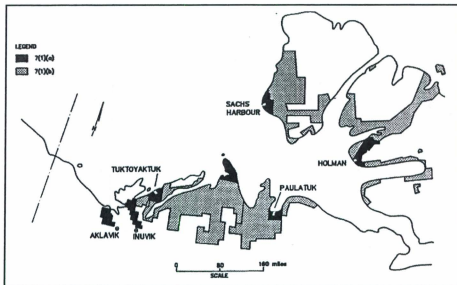 LEGEND
7(1)(a)
7(1)(b)
N
SACHS
HARBOUR
HOLMAN
TUKTOYAKTUK
PAULATUK
AKLAVIK
INUVIK
0 80 160 miles
SCALE